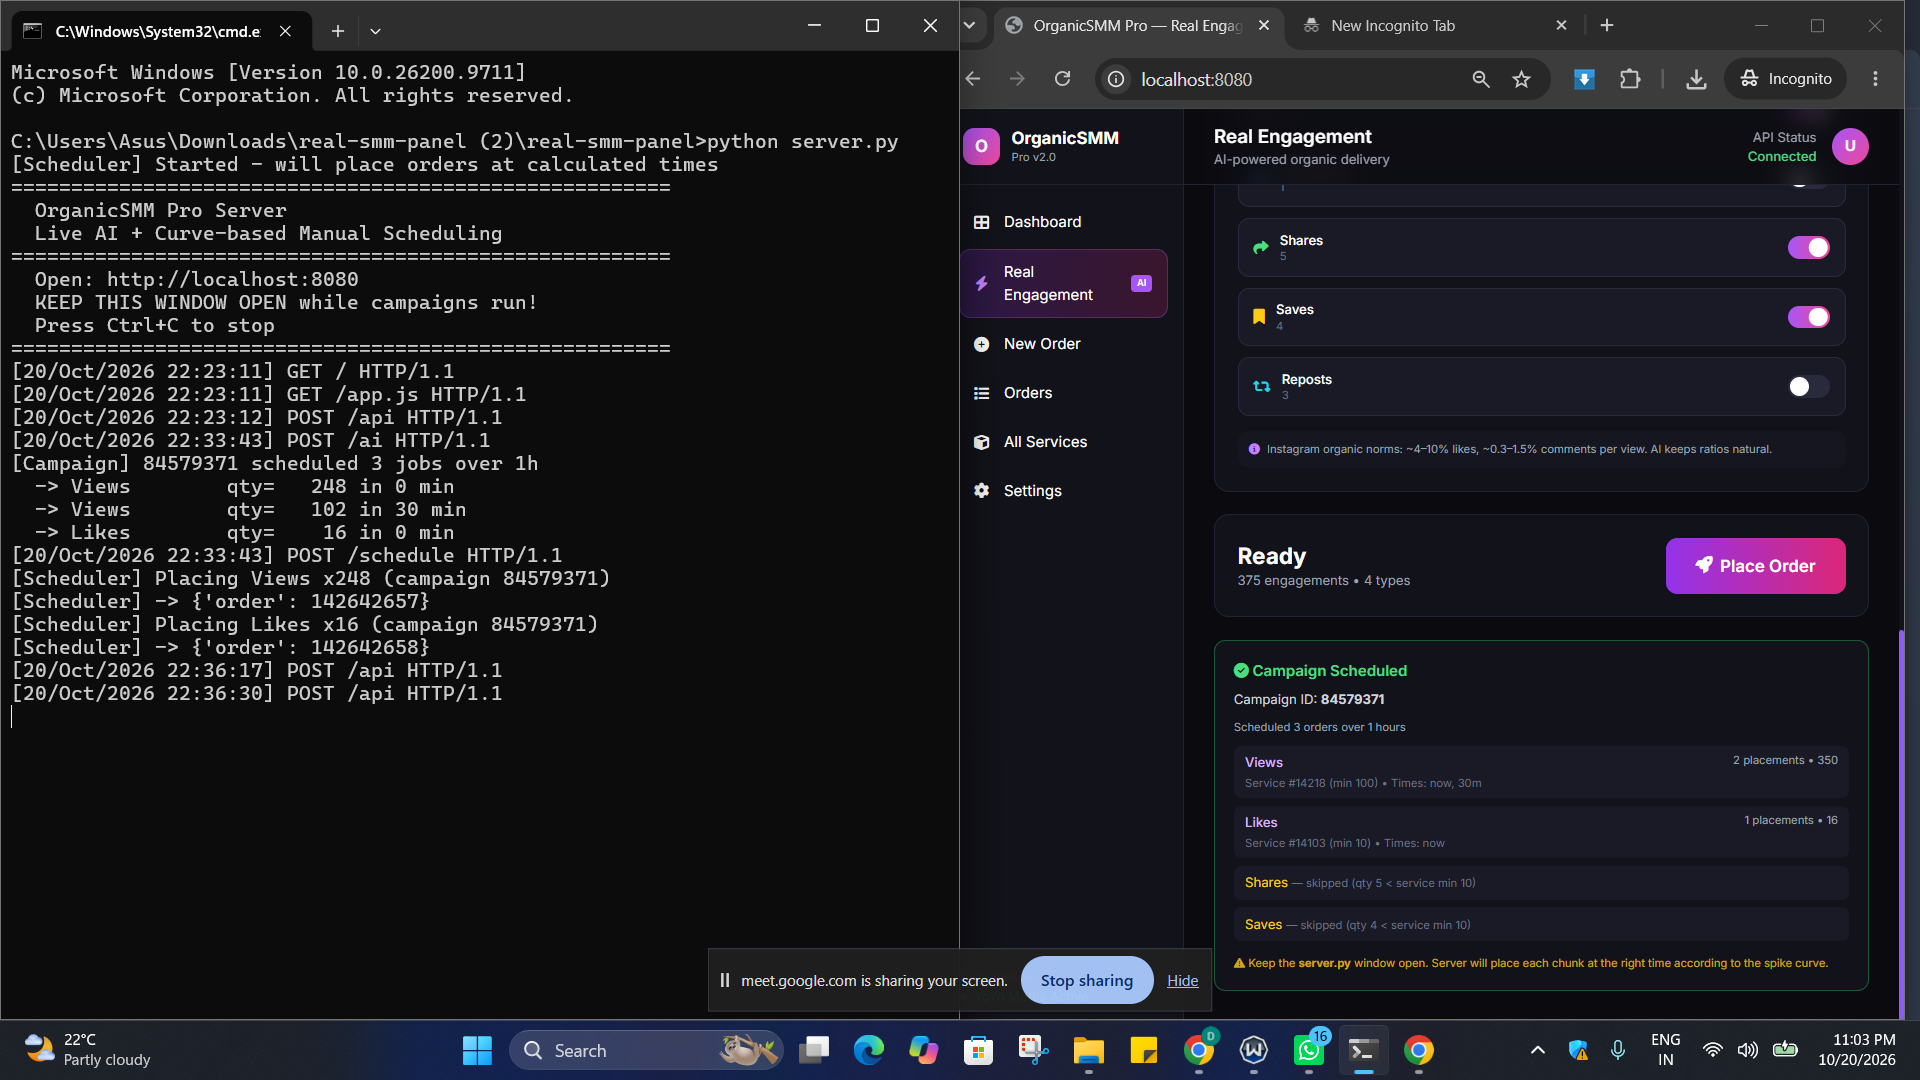 C:\Windows\System32\cmd.e
Microsoft Windows [Version 10.0.26200.9711]
(c) Microsoft Corporation. All rights reserved.
C:\Users\Asus\Downloads\real-smm-panel (2)\real-smm-panel>python server.py
[Scheduler] Started - will place orders at calculated times
=======================================================
OrganicSMM Pro Server
Live AI + Curve-based Manual Scheduling
=======================================================
Open: http://localhost:8080
KEEP THIS WINDOW OPEN while campaigns run!
Press Ctrl+C to stop
=======================================================
[20/Oct/2026 22:23:11] GET / HTTP/1.1
[20/Oct/2026 22:23:11] GET /app.js HTTP/1.1
[20/Oct/2026 22:23:12] POST /api HTTP/1.1
[20/Oct/2026 22:33:43] POST /ai HTTP/1.1
[Campaign] 84579371 scheduled 3 jobs over 1h
-> Views        qty=   248 in 0 min
-> Views        qty=   102 in 30 min
-> Likes        qty=    16 in 0 min
[20/Oct/2026 22:33:43] POST /schedule HTTP/1.1
[Scheduler] Placing Views x248 (campaign 84579371)
[Scheduler] -> {'order': 142642657}
[Scheduler] Placing Likes x16 (campaign 84579371)
[Scheduler] -> {'order': 142642658}
[20/Oct/2026 22:36:17] POST /api HTTP/1.1
[20/Oct/2026 22:36:30] POST /api HTTP/1.1
OrganicSMM Pro — Real Engag
New Incognito Tab
localhost:8080
Incognito
O
OrganicSMM
Pro v2.0
Dashboard
Real
Engagement
AI
New Order
Orders
All Services
Settings
Real Engagement
AI-powered organic delivery
API Status
Connected
U
Shares
5
Saves
4
Reposts
3
Instagram organic norms: ~4–10% likes, ~0.3–1.5% comments per view. AI keeps ratios natural.
Ready
375 engagements • 4 types
Place Order
Campaign Scheduled
Campaign ID: 84579371
Scheduled 3 orders over 1 hours
Views
2 placements • 350
Service #14218 (min 100) • Times: now, 30m
Likes
1 placements • 16
Service #14103 (min 10) • Times: now
Shares — skipped (qty 5 < service min 10)
Saves — skipped (qty 4 < service min 10)
Keep the server.py window open. Server will place each chunk at the right time according to the spike curve.
meet.google.com is sharing your screen.
Stop sharing
Hide
22°C
Partly cloudy
Search
D
16
ENG
IN
11:03 PM
10/20/2026